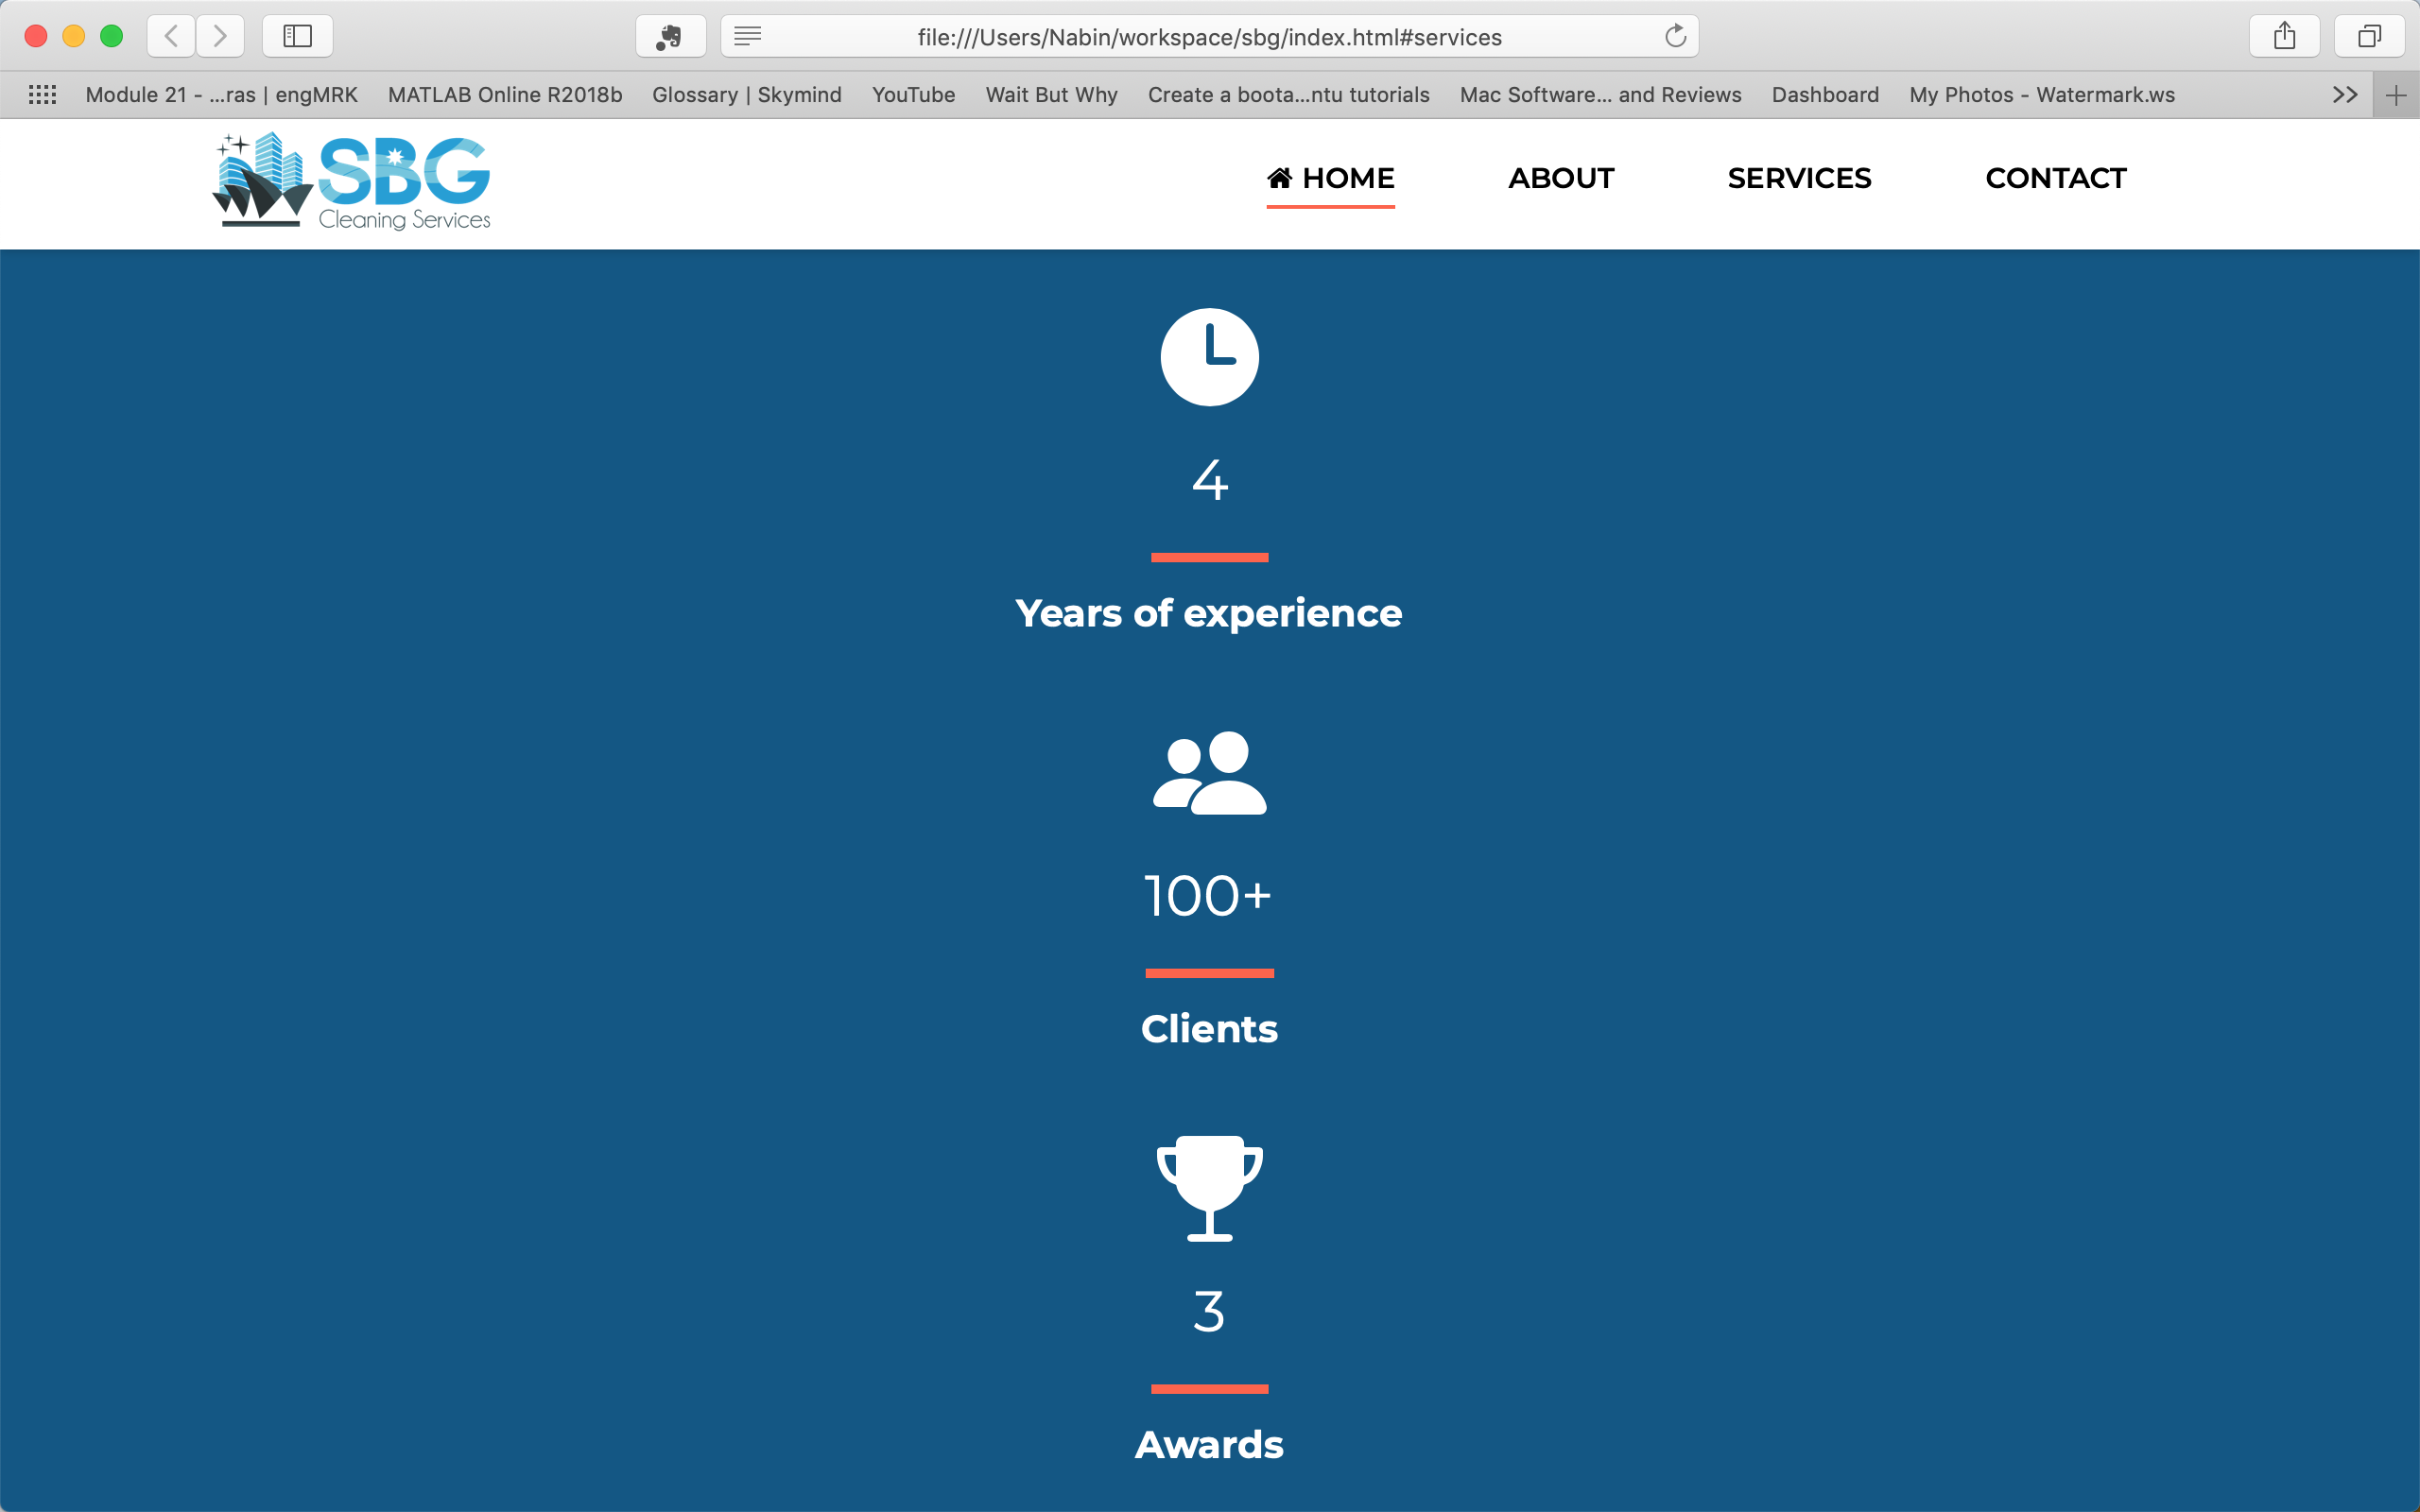 file:///Users/Nabin/workspace/sbg/index.html#services
Module 21 - ...ras | engMRK MATLAB Online R2018b Glossary | Skymind YouTube Wait But Why Create a boota...ntu tutorials Mac Software... and Reviews Dashboard My Photos - Watermark.ws
SBG
Cleaning Services
HOME ABOUT SERVICES CONTACT
4
Years of experience
100+
Clients
3
Awards